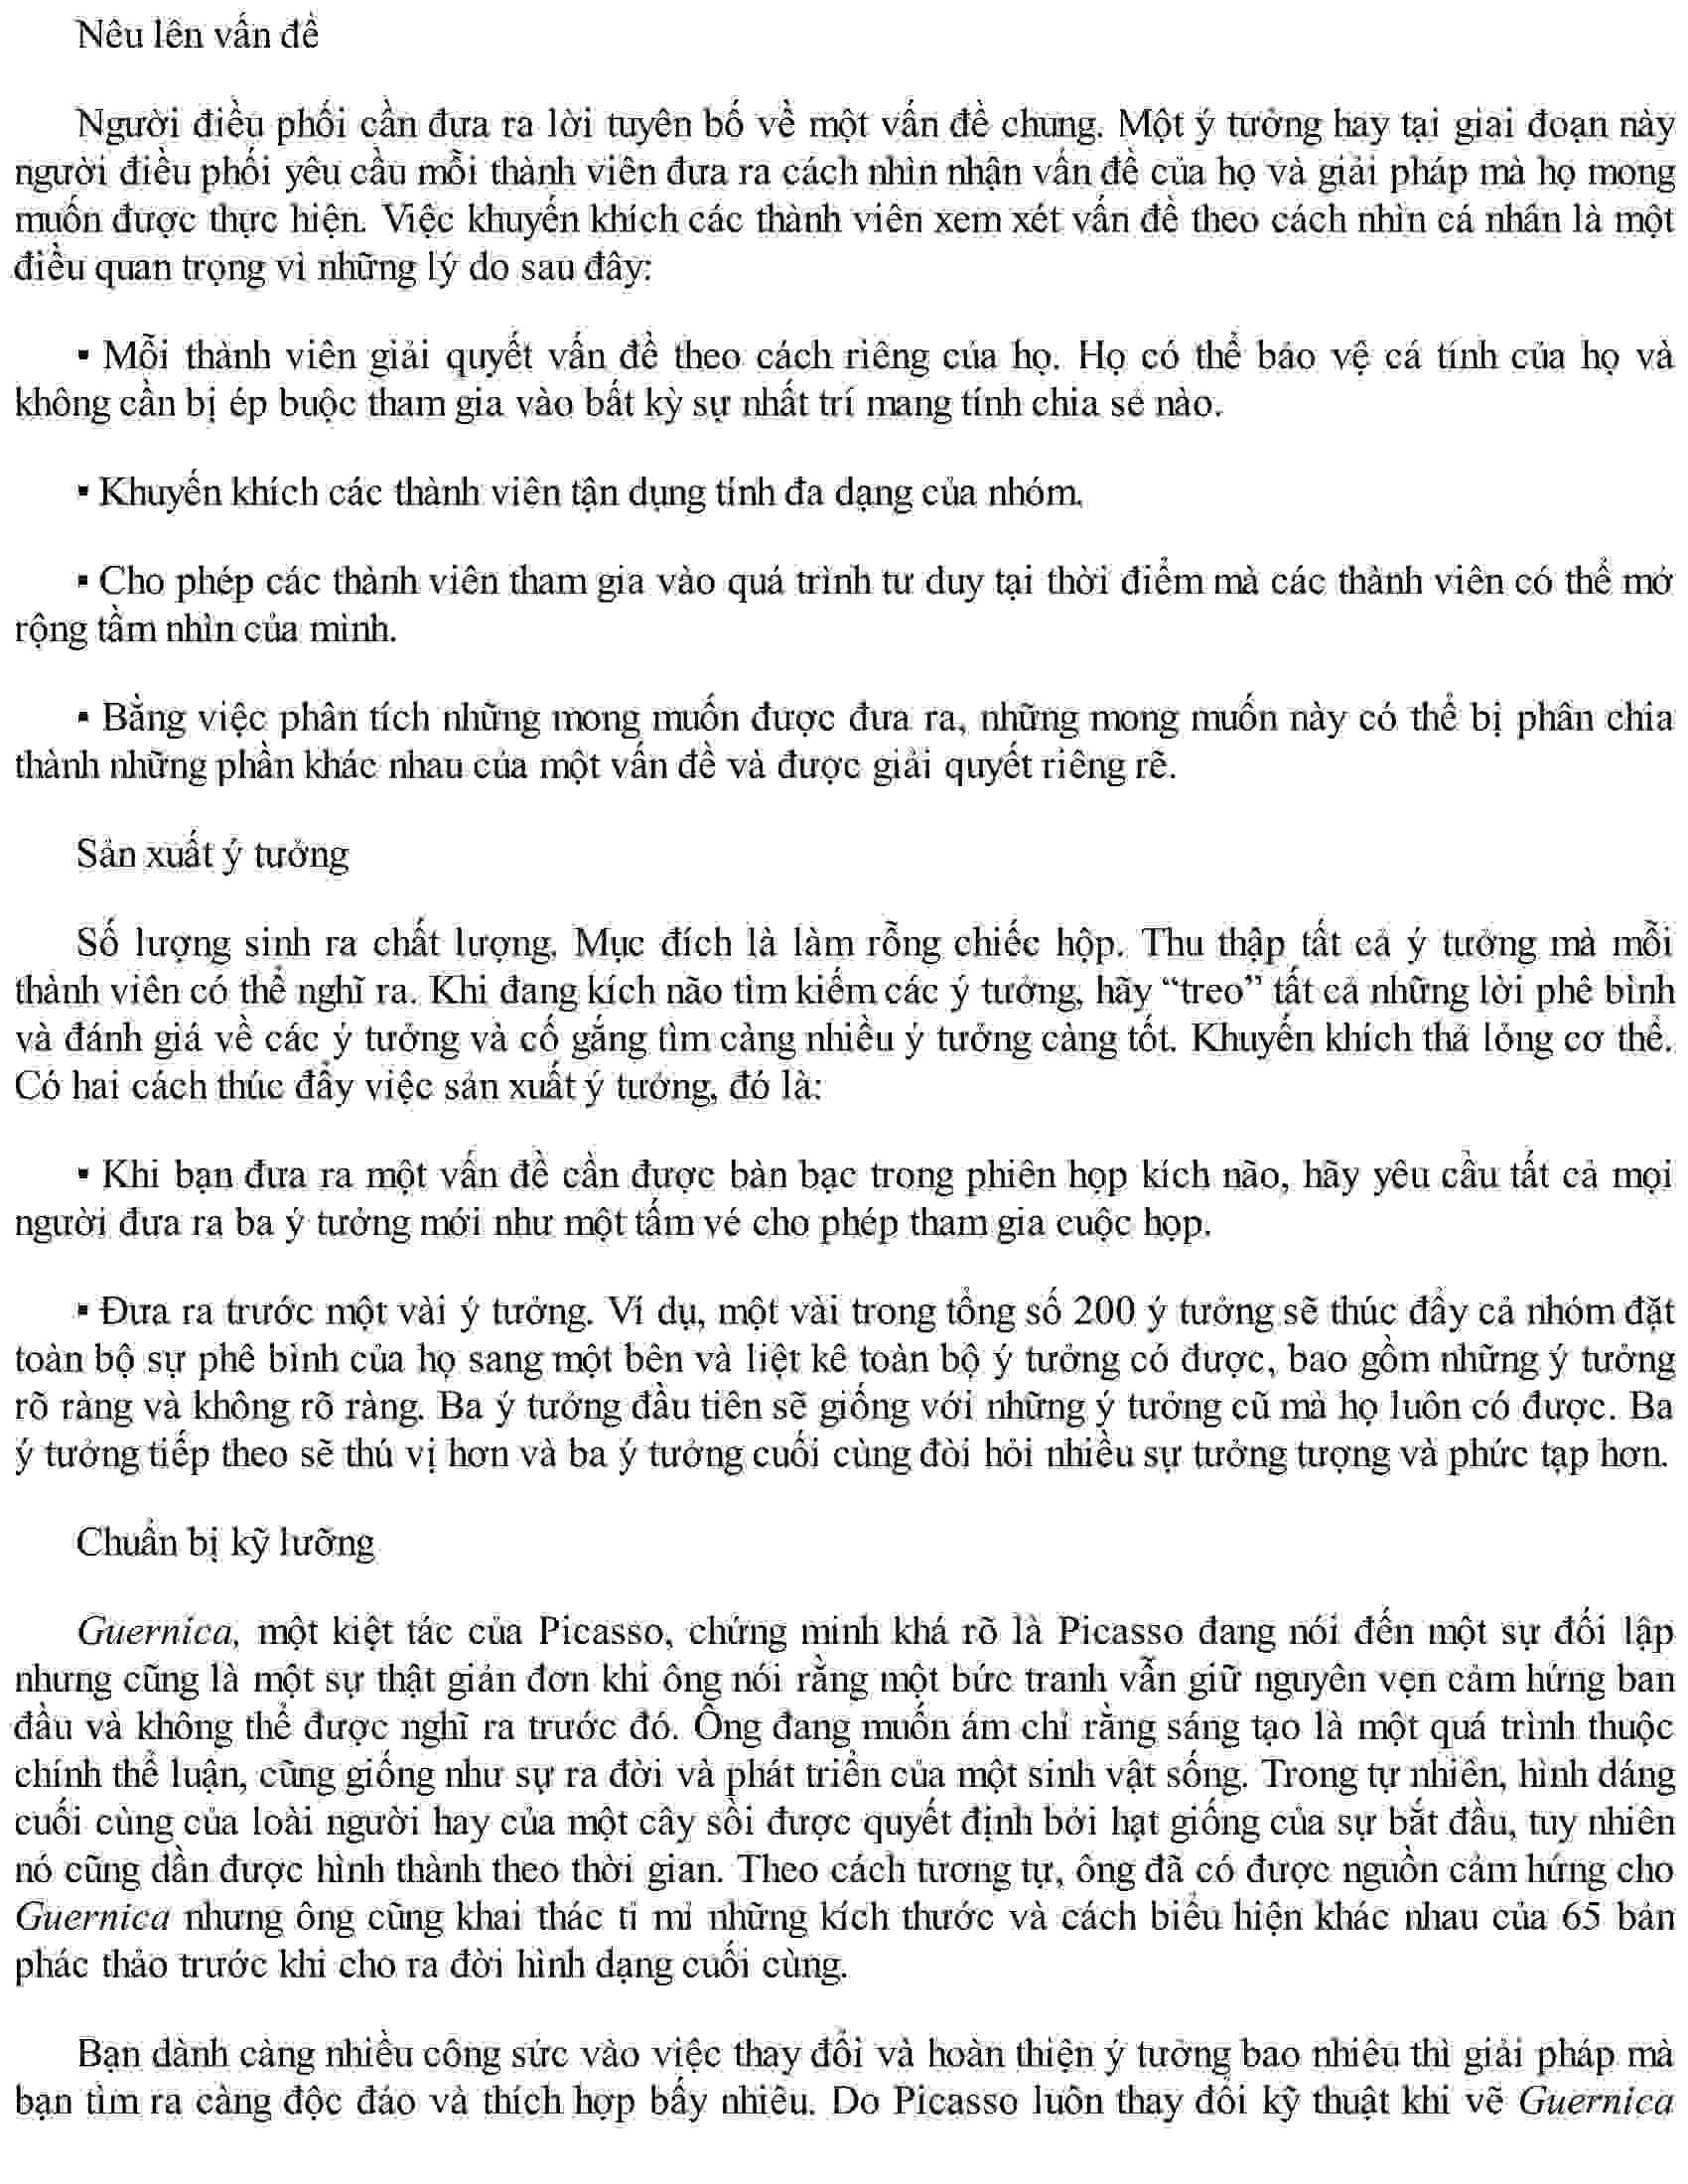 Nêu lên vấn đề
Người điều phối cần đưa ra lời tuyên bố về một vấn đề chung. Một ý tưởng hay tại giai đoạn này
người điều phối yêu cầu mỗi thành viên đưa ra cách nhìn nhận vấn đề của họ và giải pháp mà họ mong
muốn được thực hiện. Việc khuyến khích các thành viên xem xét vấn đề theo cách nhìn cá nhân là một
điều quan trọng vì những lý do sau đây:
▪ Mỗi thành viên giải quyết vấn đề theo cách riêng của họ. Họ có thể bảo vệ cá tính của họ và
không cần bị ép buộc tham gia vào bất kỳ sự nhất trí mang tính chia sẻ nào.
▪ Khuyến khích các thành viên tận dụng tính đa dạng của nhóm.
▪ Cho phép các thành viên tham gia vào quá trình tư duy tại thời điểm mà các thành viên có thể mở
rộng tầm nhìn của mình.
▪ Bằng việc phân tích những mong muốn được đưa ra, những mong muốn này có thể bị phân chia
thành những phần khác nhau của một vấn đề và được giải quyết riêng rẽ.
Sản xuất ý tưởng
Số lượng sinh ra chất lượng. Mục đích là làm rỗng chiếc hộp. Thu thập tất cả ý tưởng mà mỗi
thành viên có thể nghĩ ra. Khi đang kích não tìm kiếm các ý tưởng, hãy “treo” tất cả những lời phê bình
và đánh giá về các ý tưởng và cố gắng tìm càng nhiều ý tưởng càng tốt. Khuyến khích thả lỏng cơ thể.
Có hai cách thúc đẩy việc sản xuất ý tưởng, đó là:
▪ Khi bạn đưa ra một vấn đề cần được bàn bạc trong phiên họp kích não, hãy yêu cầu tất cả mọi
người đưa ra ba ý tưởng mới như một tấm vé cho phép tham gia cuộc họp.
▪ Đưa ra trước một vài ý tưởng. Ví dụ, một vài trong tổng số 200 ý tưởng sẽ thúc đẩy cả nhóm đặt
toàn bộ sự phê bình của họ sang một bên và liệt kê toàn bộ ý tưởng có được, bao gồm những ý tưởng
rõ ràng và không rõ ràng. Ba ý tưởng đầu tiên sẽ giống với những ý tưởng cũ mà họ luôn có được. Ba
ý tưởng tiếp theo sẽ thú vị hơn và ba ý tưởng cuối cùng đòi hỏi nhiều sự tưởng tượng và phức tạp hơn.
Chuẩn bị kỹ lưỡng
Guernica, một kiệt tác của Picasso, chứng minh khá rõ là Picasso đang nói đến một sự đối lập
nhưng cũng là một sự thật giản đơn khi ông nói rằng một bức tranh vẫn giữ nguyên vẹn cảm hứng ban
đầu và không thể được nghĩ ra trước đó. Ông đang muốn ám chỉ rằng sáng tạo là một quá trình thuộc
chính thể luận, cũng giống như sự ra đời và phát triển của một sinh vật sống. Trong tự nhiên, hình dáng
cuối cùng của loài người hay của một cây sồi được quyết định bởi hạt giống của sự bắt đầu, tuy nhiên
nó cũng dần được hình thành theo thời gian. Theo cách tương tự, ông đã có được nguồn cảm hứng cho
Guernica nhưng ông cũng khai thác tỉ mỉ những kích thước và cách biểu hiện khác nhau của 65 bản
phác thảo trước khi cho ra đời hình dạng cuối cùng.
Bạn dành càng nhiều công sức vào việc thay đổi và hoàn thiện ý tưởng bao nhiêu thì giải pháp mà
bạn tìm ra càng độc đáo và thích hợp bấy nhiêu. Do Picasso luôn thay đổi kỹ thuật khi vẽ Guernica